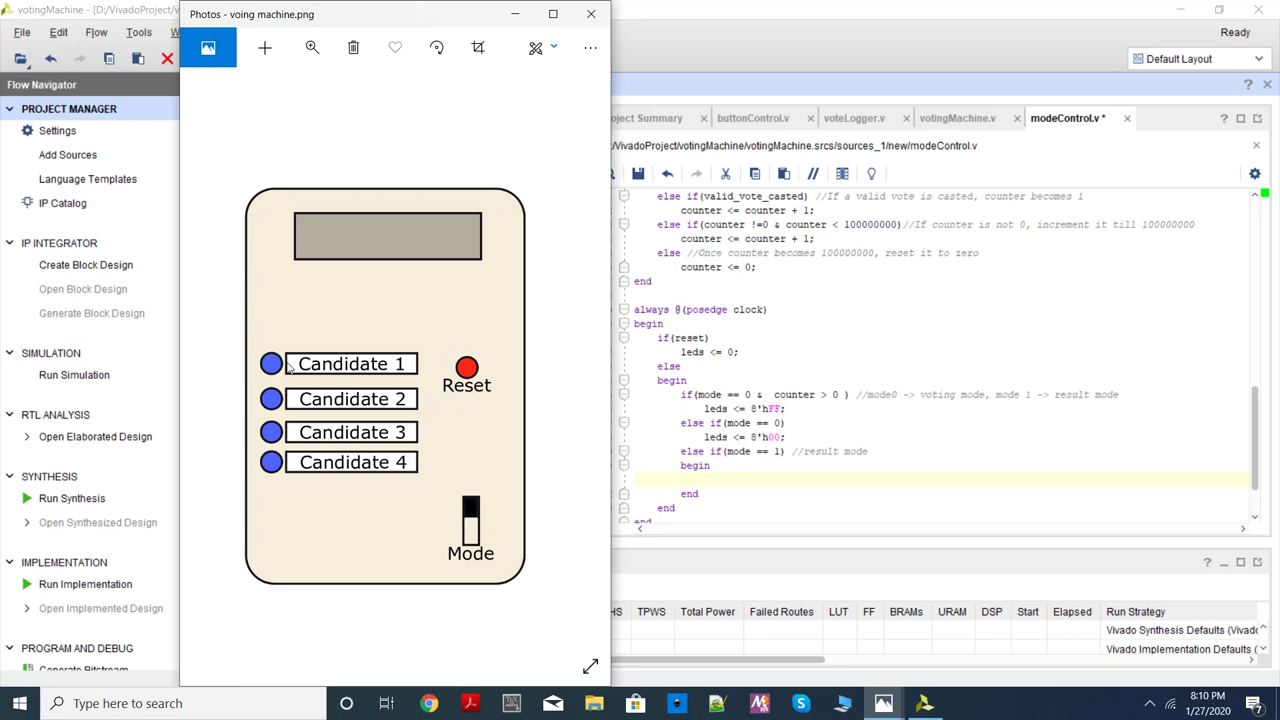 votingMachine - [D:/VivadoProject/votingMachine
Photos - voing machine.png
File Edit Flow Tools
Ready
Default Layout
Flow Navigator
PROJECT MANAGER
Settings
Add Sources
Language Templates
IP Catalog
IP INTEGRATOR
Create Block Design
Open Block Design
Generate Block Design
SIMULATION
Run Simulation
RTL ANALYSIS
Open Elaborated Design
SYNTHESIS
Run Synthesis
Open Synthesized Design
IMPLEMENTATION
Run Implementation
Open Implemented Design
PROGRAM AND DEBUG
Generate Bitstream
Candidate 1
Candidate 2
Candidate 3
Candidate 4
Reset
Mode
oject Summary buttonControl.v voteLogger.v votingMachine.v modeControl.v *
:/VivadoProject/votingMachine/votingMachine.srcs/sources_1/new/modeControl.v
else if(valid_vote_casted) //If a valid vote is casted, counter becomes 1
counter <= counter + 1;
else if(counter !=0 & counter < 100000000)//If counter is not 0, increment it till 100000000
counter <= counter + 1;
else //Once counter becomes 100000000, reset it to zero
counter <= 0;
end
always @(posedge clock)
begin
if(reset)
leds <= 0;
else
begin
if(mode == 0 & counter > 0 ) //mode0 -> voting mode, mode 1 -> result mode
leds <= 8'hFF;
else if(mode == 0)
leds <= 8'h00;
else if(mode == 1) //result mode
begin
end
end
end
HS TPWS Total Power Failed Routes LUT FF BRAMs URAM DSP Start Elapsed Run Strategy
Vivado Synthesis Defaults (Vivado
Vivado Implementation Defaults (
Type here to search
8:10 PM
1/27/2020